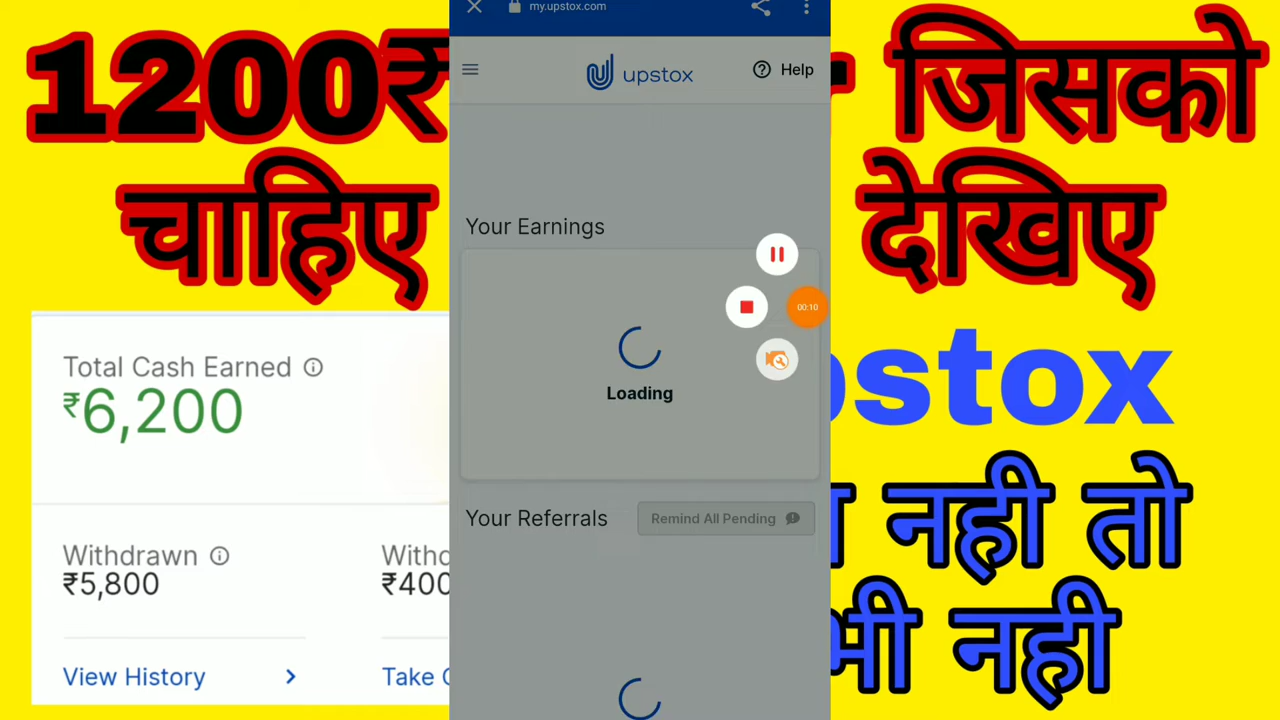 1200₹
जिसको
चाहिए
देखिए
my.upstox.com
upstox
Help
Your Earnings
00:10
Loading
Your Referrals
Remind All Pending
Total Cash Earned
₹6,200
Withdrawn
₹5,800
₹400
View History
Take
नही तो
भी नही